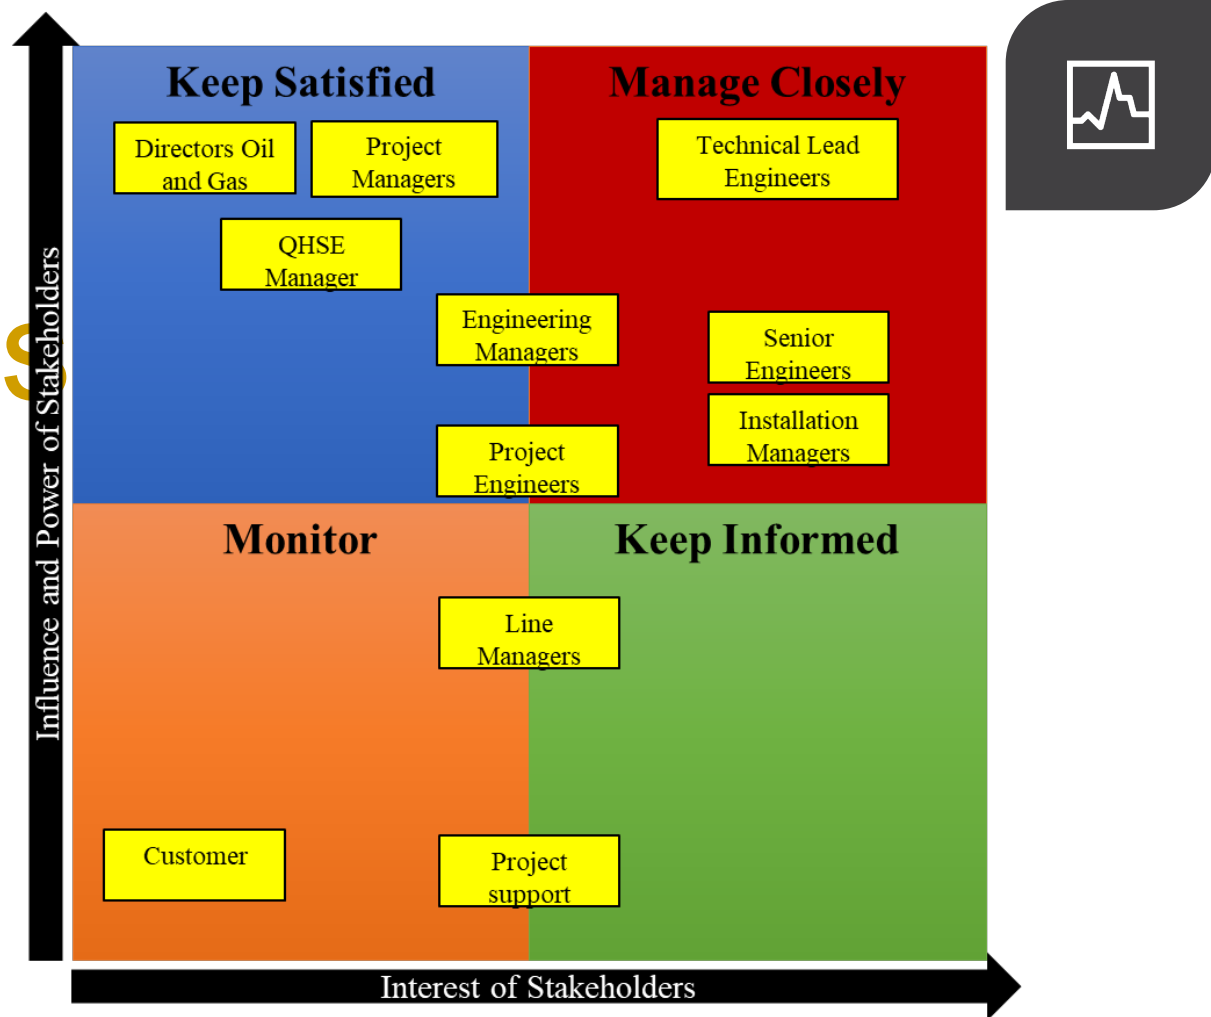 Keep Satisfied
Manage Closely
Directors Oil
and Gas
Project
Managers
Technical Lead
Engineers
QHSE
Manager
Engineering
Managers
Senior
Engineers
Installation
Managers
Project
Engineers
Influence and Power of Stakeholders
S
Monitor
Keep Informed
Line
Managers
Customer
Project
support
Interest of Stakeholders